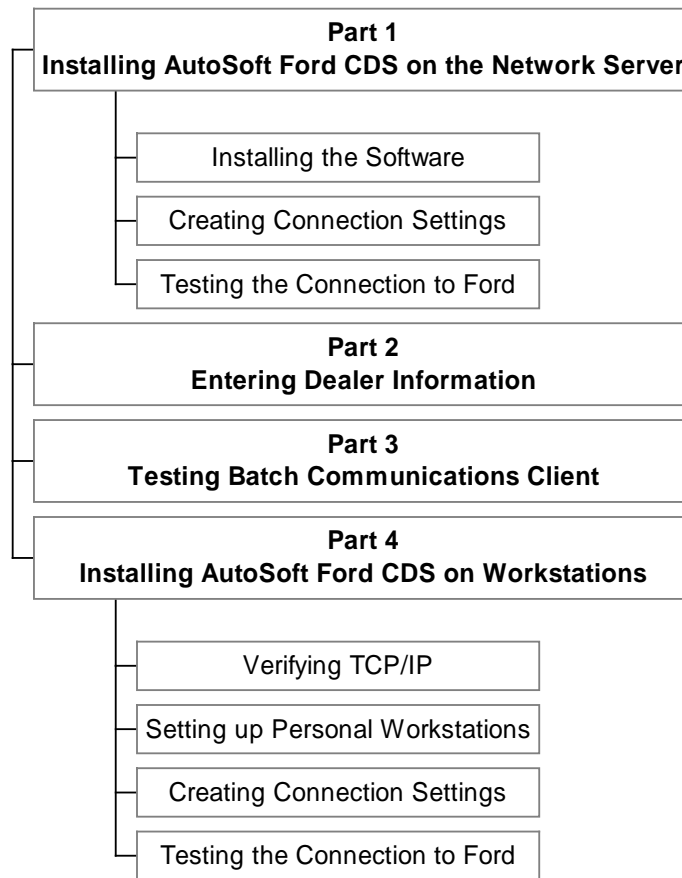 Part 1
Installing AutoSoft Ford CDS on the Network Server
Installing the Software
Creating Connection Settings
Testing the Connection to Ford
Part 2
Entering Dealer Information
Part 3
Testing Batch Communications Client
Part 4
Installing AutoSoft Ford CDS on Workstations
Verifying TCP/IP
Setting up Personal Workstations
Creating Connection Settings
Testing the Connection to Ford